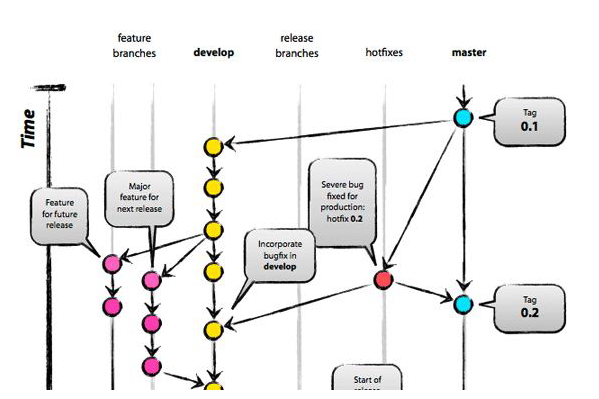 feature
branches
develop
release
branches
hotfixes
master
Time
Tag
0.1
Major
feature for
next release
Severe bug
fixed for
production:
hotfix 0.2
Feature
for future
release
Incorporate
bugfix in
develop
Tag
0.2
Start of